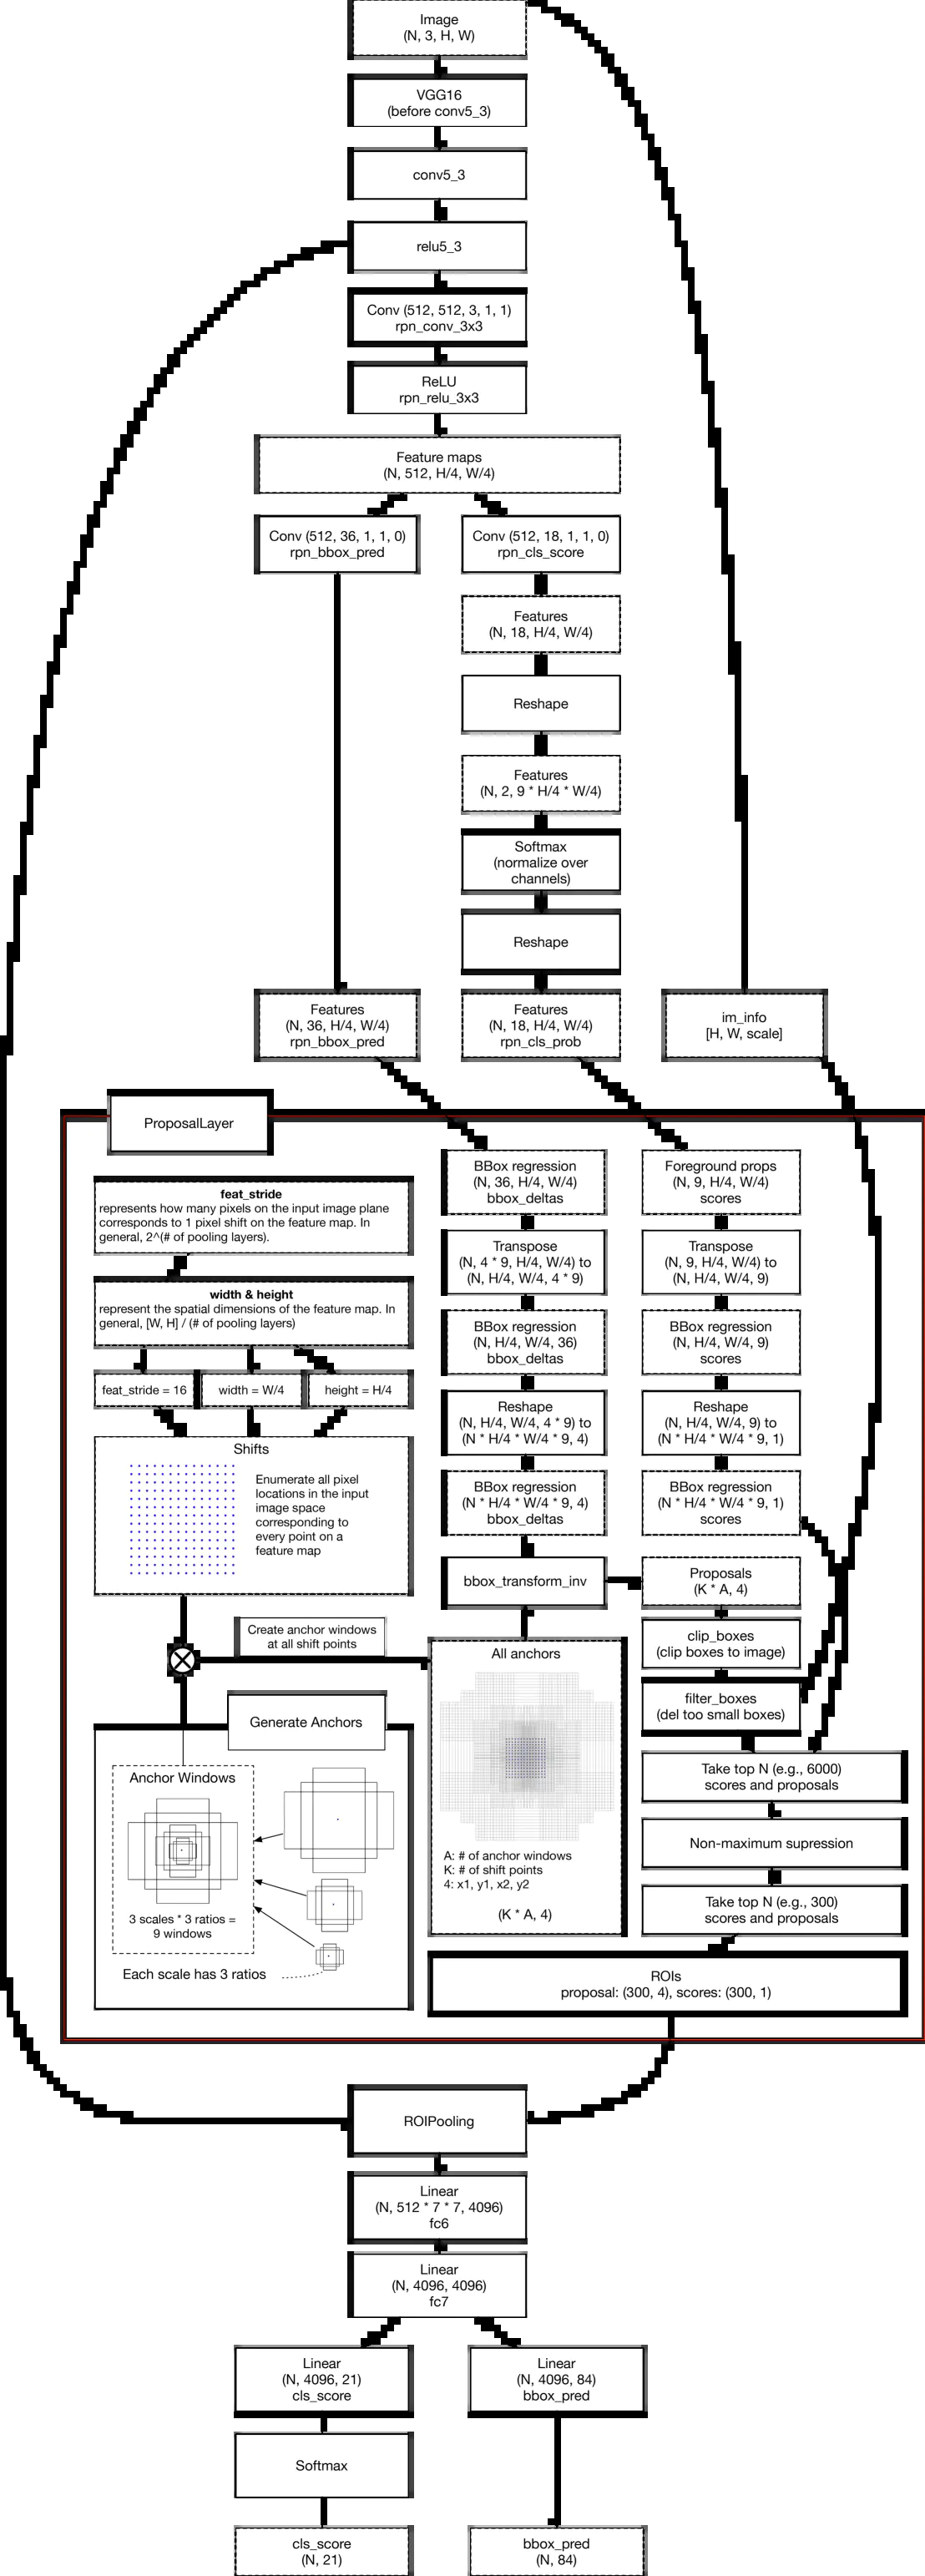 Image
(N, 3, H, W)
VGG16
(before conv5_3)
conv5_3
relu5_3
Conv (512, 512, 3, 1, 1)
rpn_conv_3x3
ReLU
rpn_relu_3x3
Feature maps
(N, 512, H/4, W/4)
Conv (512, 36, 1, 1, 0)
rpn_bbox_pred
Conv (512, 18, 1, 1, 0)
rpn_cls_score
Features
(N, 18, H/4, W/4)
Reshape
Features
(N, 2, 9 * H/4 * W/4)
Softmax
(normalize over
channels)
Reshape
Features
(N, 36, H/4, W/4)
rpn_bbox_pred
Features
(N, 18, H/4, W/4)
rpn_cls_prob
im_info
[H, W, scale]
ProposalLayer
feat_stride
represents how many pixels on the input image plane
corresponds to 1 pixel shift on the feature map. In
general, 2^(# of pooling layers).
width & height
represent the spatial dimensions of the feature map. In
general, [W, H] / (# of pooling layers)
feat_stride = 16
width = W/4
height = H/4
Shifts
Enumerate all pixel
locations in the input
image space
corresponding to
every point on a
feature map
Create anchor windows
at all shift points
Generate Anchors
Anchor Windows
3 scales * 3 ratios =
9 windows
Each scale has 3 ratios
BBox regression
(N, 36, H/4, W/4)
bbox_deltas
Transpose
(N, 4 * 9, H/4, W/4) to
(N, H/4, W/4, 4 * 9)
BBox regression
(N, H/4, W/4, 36)
bbox_deltas
Reshape
(N, H/4, W/4, 4 * 9) to
(N * H/4 * W/4 * 9, 4)
BBox regression
(N * H/4 * W/4 * 9, 4)
bbox_deltas
bbox_transform_inv
All anchors
A: # of anchor windows
K: # of shift points
4: x1, y1, x2, y2
(K * A, 4)
Foreground props
(N, 9, H/4, W/4)
scores
Transpose
(N, 9, H/4, W/4) to
(N, H/4, W/4, 9)
BBox regression
(N, H/4, W/4, 9)
scores
Reshape
(N, H/4, W/4, 9) to
(N * H/4 * W/4 * 9, 1)
BBox regression
(N * H/4 * W/4 * 9, 1)
scores
Proposals
(K * A, 4)
clip_boxes
(clip boxes to image)
filter_boxes
(del too small boxes)
Take top N (e.g., 6000)
scores and proposals
Non-maximum supression
Take top N (e.g., 300)
scores and proposals
ROIs
proposal: (300, 4), scores: (300, 1)
ROIPooling
Linear
(N, 512 * 7 * 7, 4096)
fc6
Linear
(N, 4096, 4096)
fc7
Linear
(N, 4096, 21)
cls_score
Linear
(N, 4096, 84)
bbox_pred
Softmax
cls_score
(N, 21)
bbox_pred
(N, 84)